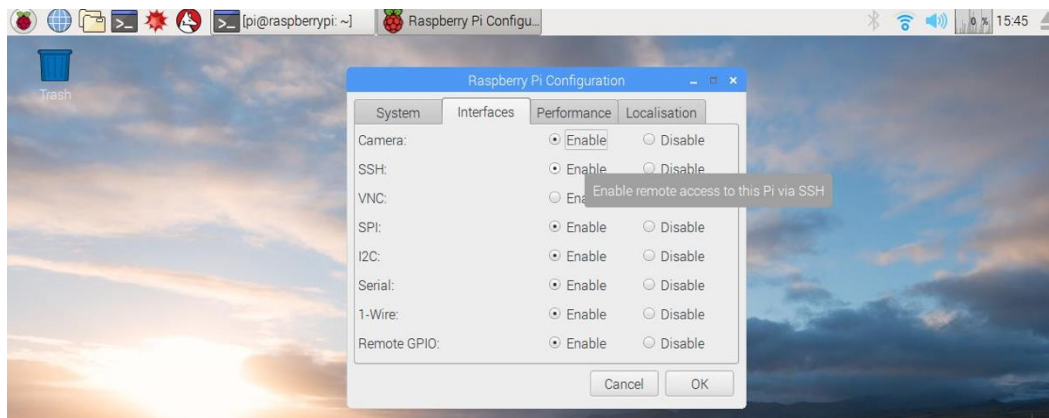 [pi@raspberrypi: ~] Raspberry Pi Configu... 0 % 15:45
Trash
Raspberry Pi Configuration
System Interfaces Performance Localisation
Camera: Enable Disable
SSH: Enable Disable
Enable remote access to this Pi via SSH
VNC:
SPI: Enable Disable
I2C: Enable Disable
Serial: Enable Disable
1-Wire: Enable Disable
Remote GPIO: Enable Disable
Cancel OK